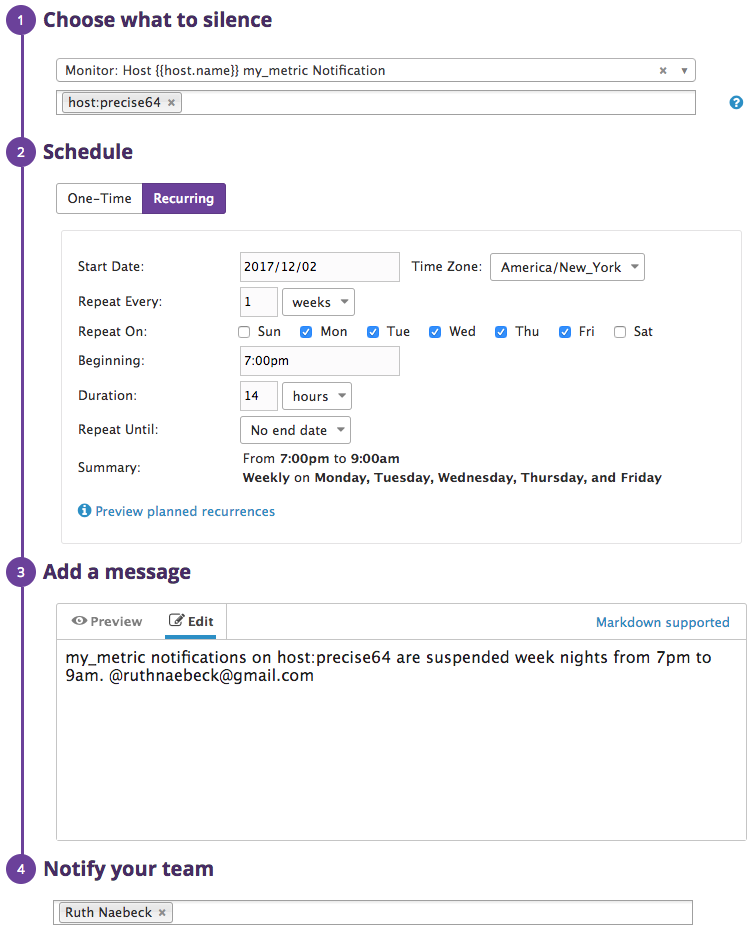 1 Choose what to silence
Monitor: Host {{host.name}} my_metric Notification × ▼
host:precise64 × ?
2 Schedule
One-Time Recurring
Start Date: 2017/12/02 Time Zone: America/New_York
Repeat Every: 1 weeks
Repeat On: Sun Mon Tue Wed Thu Fri Sat
Beginning: 7:00pm
Duration: 14 hours
Repeat Until: No end date
Summary: From 7:00pm to 9:00am
Weekly on Monday, Tuesday, Wednesday, Thursday, and Friday
Preview planned recurrences
3 Add a message
Preview Edit Markdown supported
my_metric notifications on host:precise64 are suspended week nights from 7pm to
9am. @ruthnaebeck@gmail.com
4 Notify your team
Ruth Naebeck ×